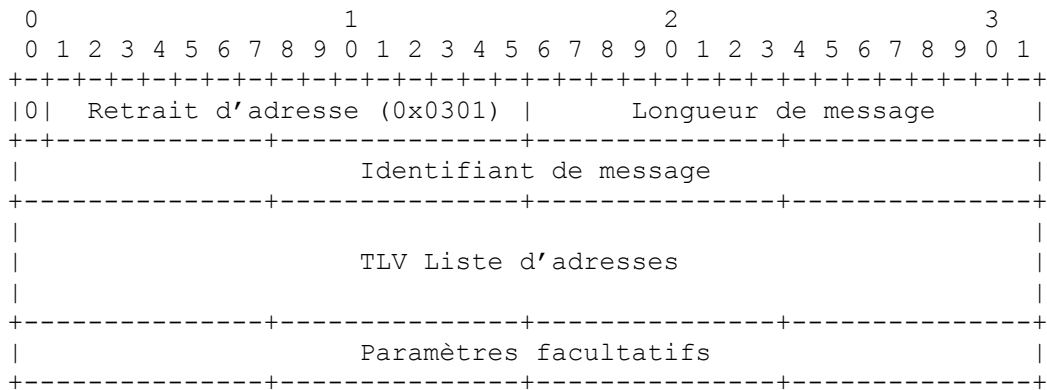 0                   1                   2                   3
0 1 2 3 4 5 6 7 8 9 0 1 2 3 4 5 6 7 8 9 0 1 2 3 4 5 6 7 8 9 0 1
+-+-+-+-+-+-+-+-+-+-+-+-+-+-+-+-+-+-+-+-+-+-+-+-+-+-+-+-+-+-+-+-+
|0|  Retrait d’adresse (0x0301) |      Longueur de message      |
+-+-------------+---------------+---------------+---------------+
|                     Identifiant de message                    |
+---------------+---------------+---------------+---------------+
|                                                               |
|                     TLV Liste d’adresses                      |
|                                                               |
+---------------+---------------+---------------+---------------+
|                     Paramètres facultatifs                    |
+---------------+---------------+---------------+---------------+